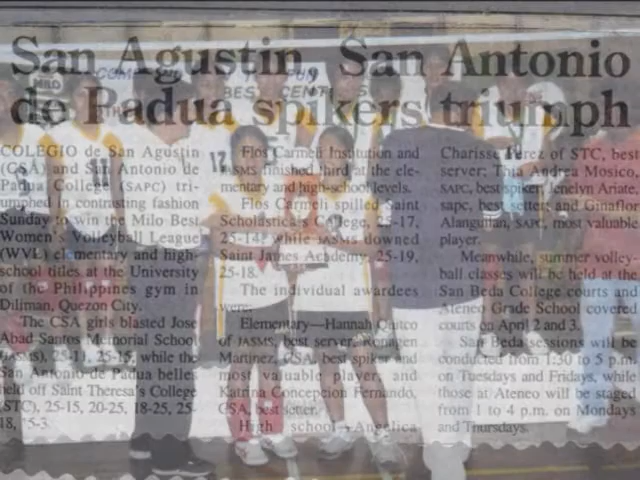 San Agustin, San Antonio
de Padua spikers triumph
COLEGIO de San Agustin
(CSA) and San Antonio de
Padua College (SAPC) tri-
umphed in contrasting fashion
Sunday to win the Milo Best
Women's Volleyball League
(WVL) elementary and high-
school titles at the University
of the Philippines gym in
Diliman, Quezon City.
The CSA girls blasted Jose
Abad Santos Memorial School
(JASMS), 25-11, 25-15, while the
San Antonio de Padua belles
held off Saint Theresa's College
(STC), 25-15, 20-25, 18-25, 25-
18, 15-3.
Flos Carmeli Institution and
JASMS finished third at the ele-
mentary and high-school levels.
Flos Carmeli spilled Saint
Scholastica's College, 25-17,
25-14, while JASMS downed
Saint James Academy, 25-19,
25-18.
The individual awardees
were:
Elementary—Hannah
of JASMS, best server;
Martinez, CSA, best spiker and
most valuable player; and
Katrina Concepcion Fernando,
CSA, best setter.
High school—Angelica
Charisse Perez of STC, best
server; Thia Andrea Mosico,
SAPC, best spiker; Jenelyn Ariate,
sapc, best setter; and Ginaflor
Alanguilan, SAPC, most valuable
player.
Meanwhile, summer volley-
ball classes will be held at the
San Beda College courts and
Ateneo Grade School covered
courts on April 2 and 3.
San Beda sessions will be
conducted from 1:30 to 5 p.m.
on Tuesdays and Fridays, while
those at Ateneo will be staged
from 1 to 4 p.m. on Mondays
and Thursdays.
BEST CENT
12
11